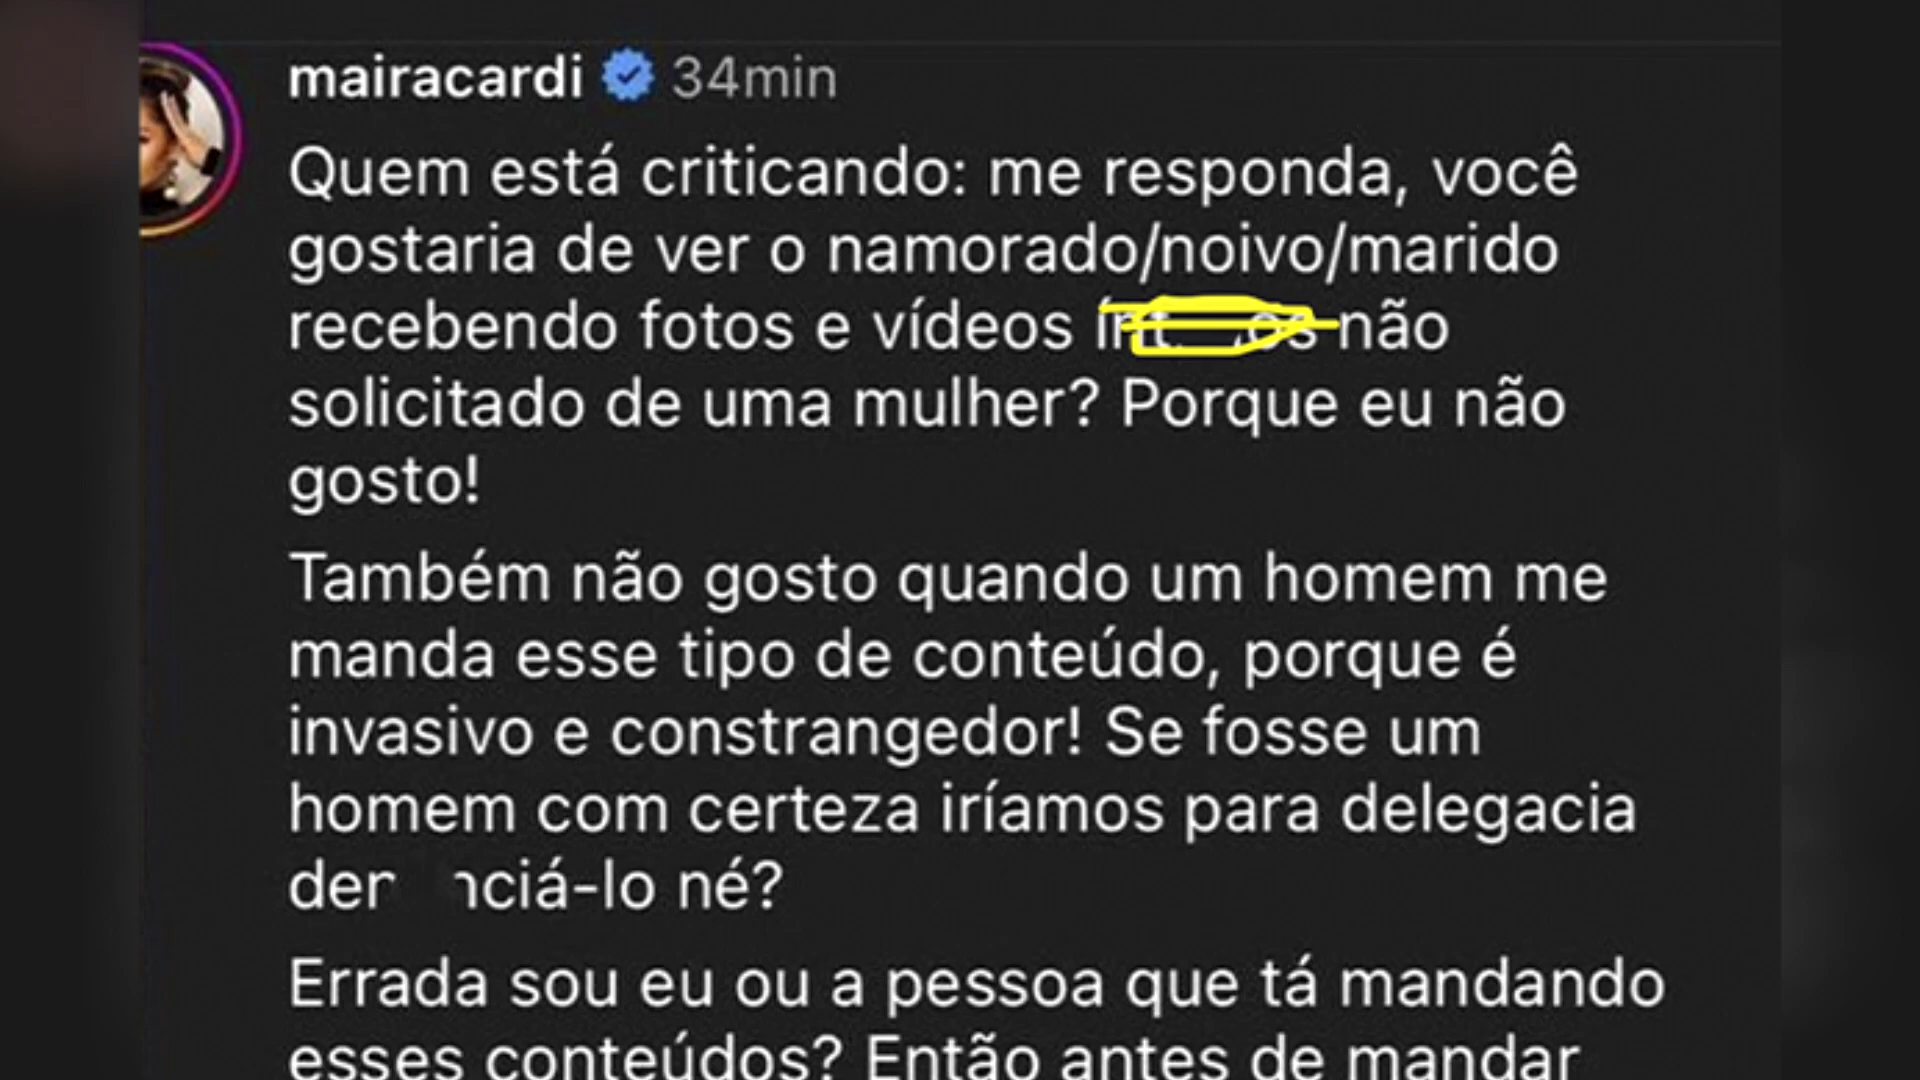 mairacardi 34min
Quem está criticando: me responda, você
gostaria de ver o namorado/noivo/marido
recebendo fotos e vídeos não
solicitado de uma mulher? Porque eu não
gosto!
Também não gosto quando um homem me
manda esse tipo de conteúdo, porque é
invasivo e constrangedor! Se fosse um
homem com certeza iríamos para delegacia
né?
Errada sou eu ou a pessoa que tá mandando
esses conteúdos? Então antes de mandar